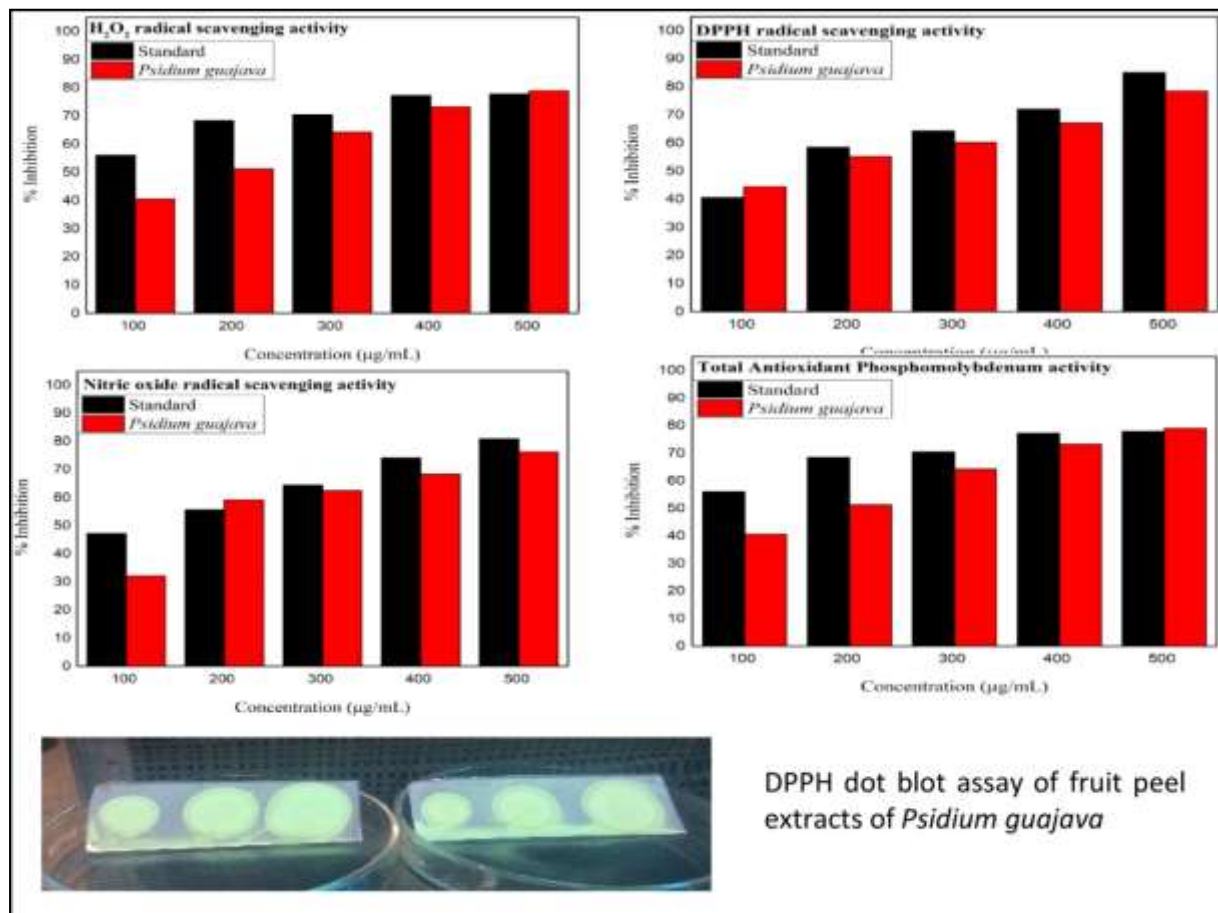 H₂O₂ radical scavenging activity
Standard
Psidium guajava
% Inhibition
100
90
80
70
60
50
40
30
20
10
0
100 200 300 400 500
Concentration (µg/mL)
DPPH radical scavenging activity
Standard
Psidium guajava
% Inhibition
100
90
80
70
60
50
40
30
20
10
0
100 200 300 400 500
Concentration (µg/mL)
Nitric oxide radical scavenging activity
Standard
Psidium guajava
% Inhibition
100
90
80
70
60
50
40
30
20
10
0
100 200 300 400 500
Concentration (µg/mL)
Total Antioxidant Phosphomolybdenum activity
Standard
Psidium guajava
% Inhibition
100
90
80
70
60
50
40
30
20
10
0
100 200 300 400 500
Concentration (µg/mL)
DPPH dot blot assay of fruit peel
extracts of Psidium guajava